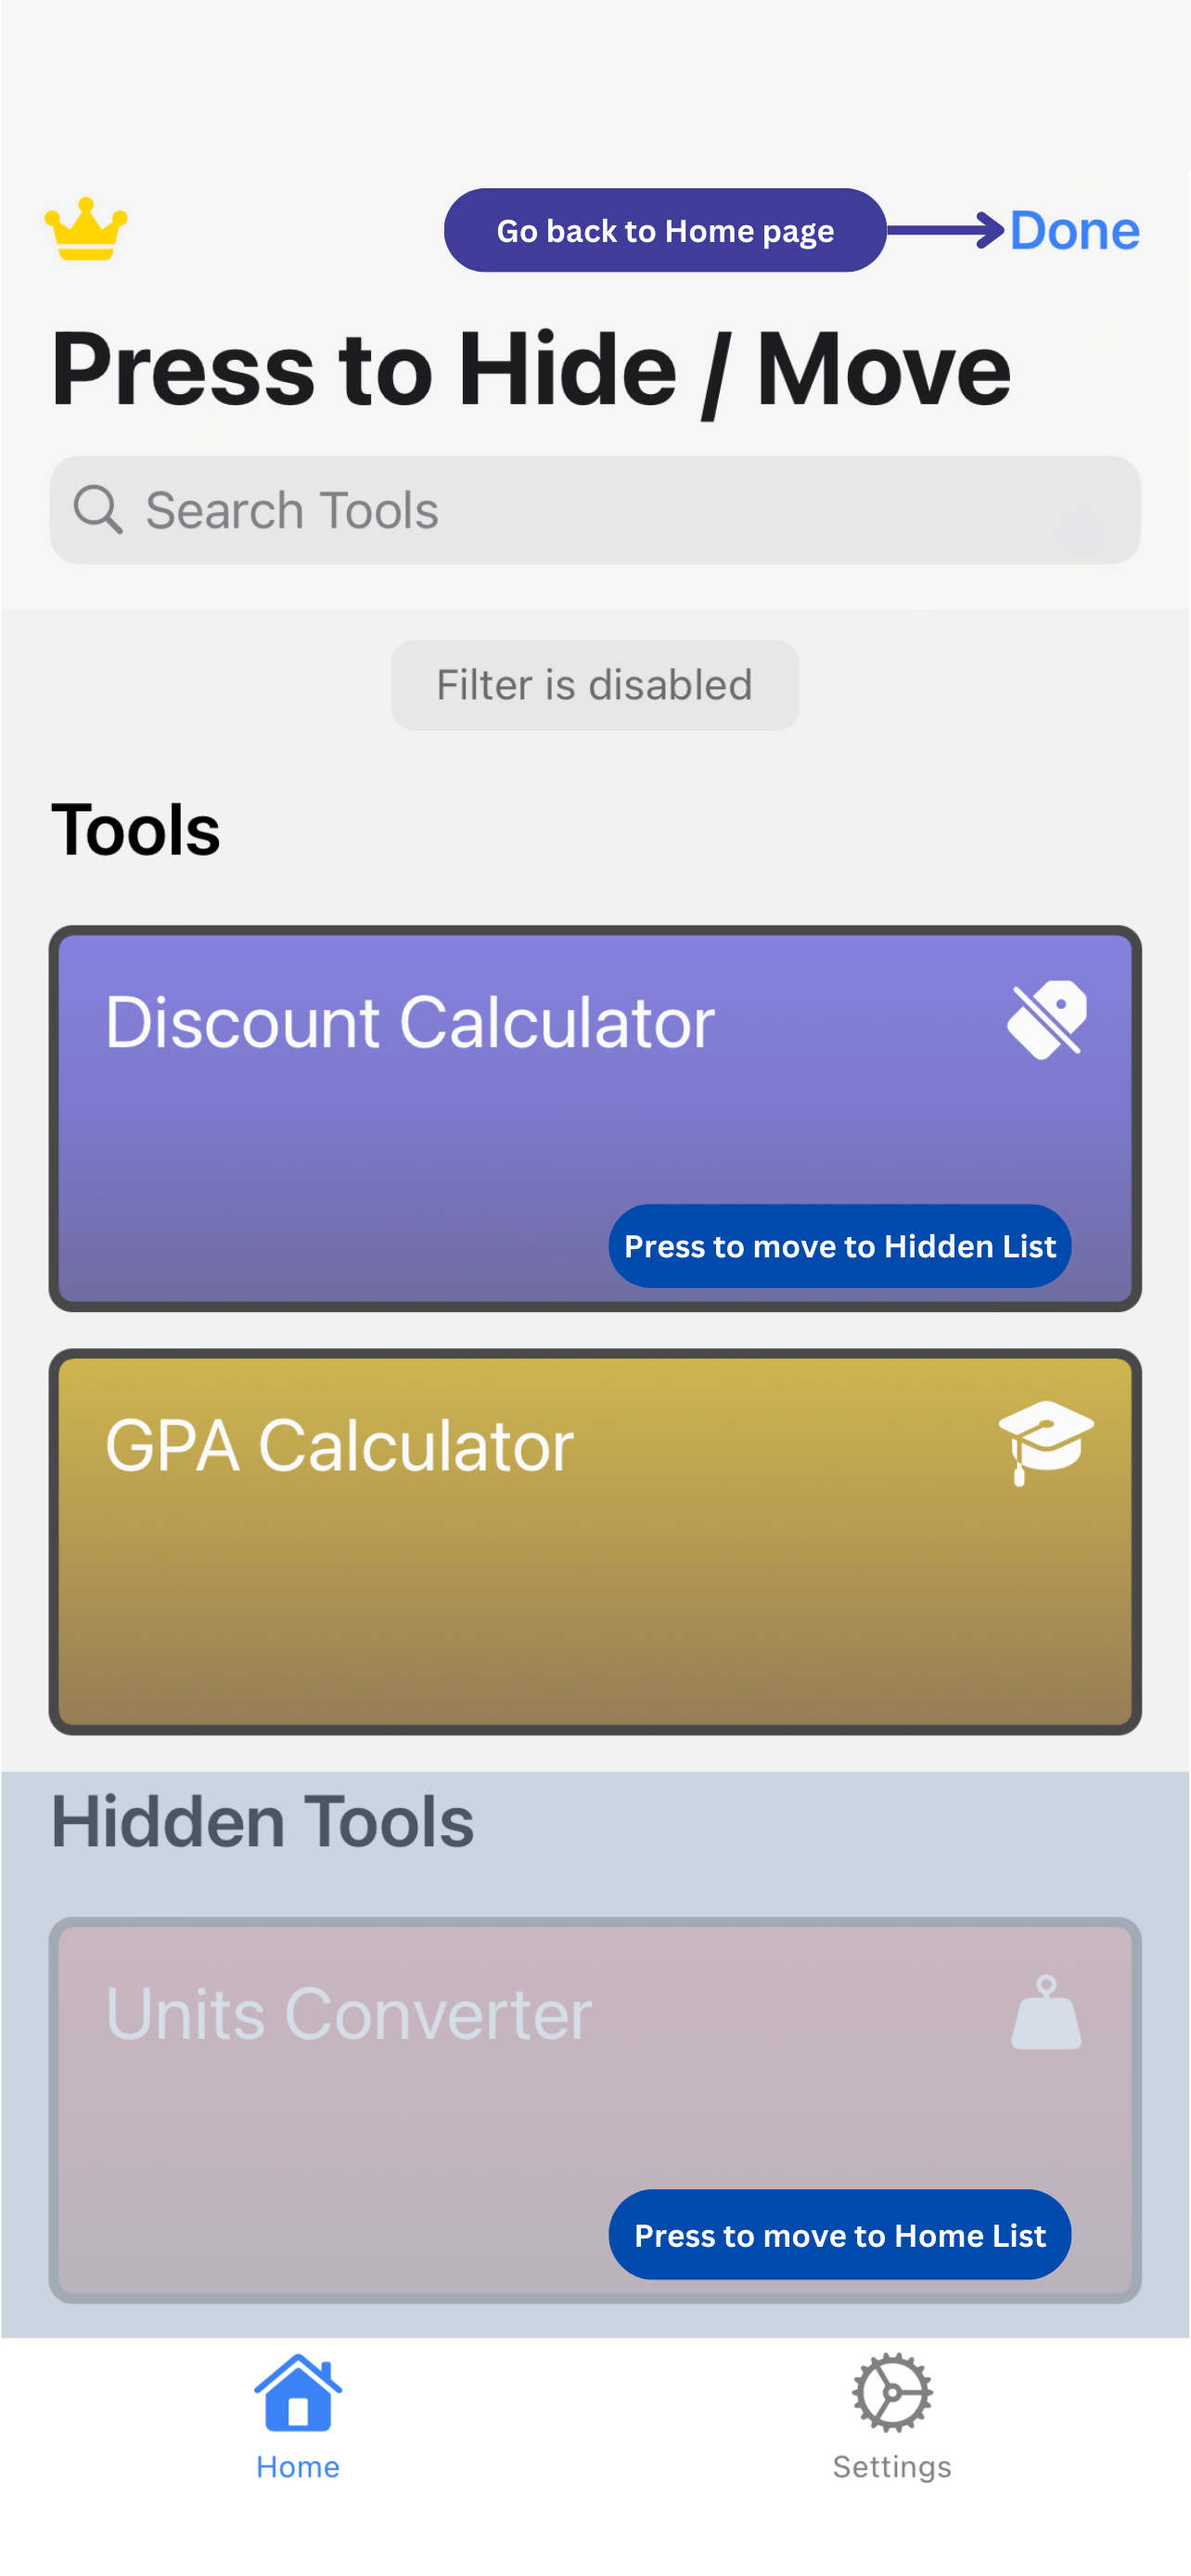 Go back to Home page
Done
Press to Hide / Move
Search Tools
Filter is disabled
Tools
Discount Calculator
Press to move to Hidden List
GPA Calculator
Hidden Tools
Units Converter
Press to move to Home List
Home
Settings